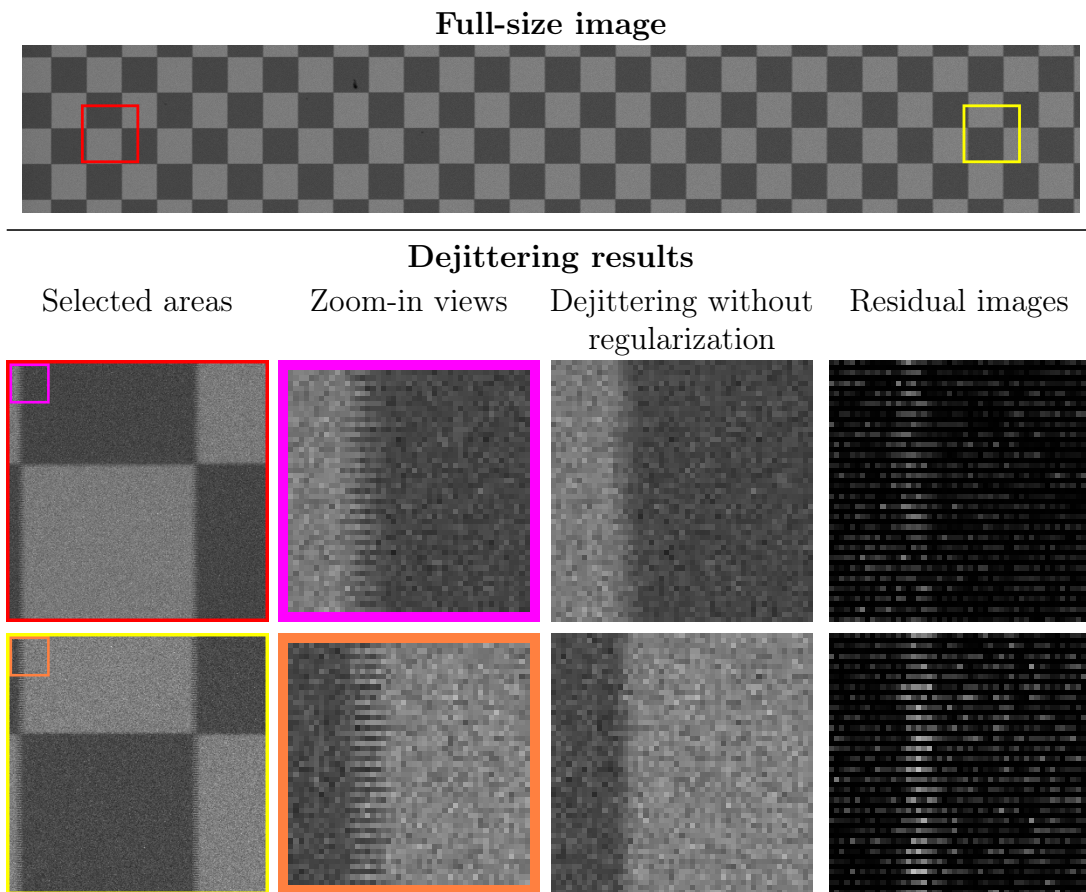 Full-size image
Dejittering results
Selected areas
Zoom-in views
Dejittering without
regularization
Residual images